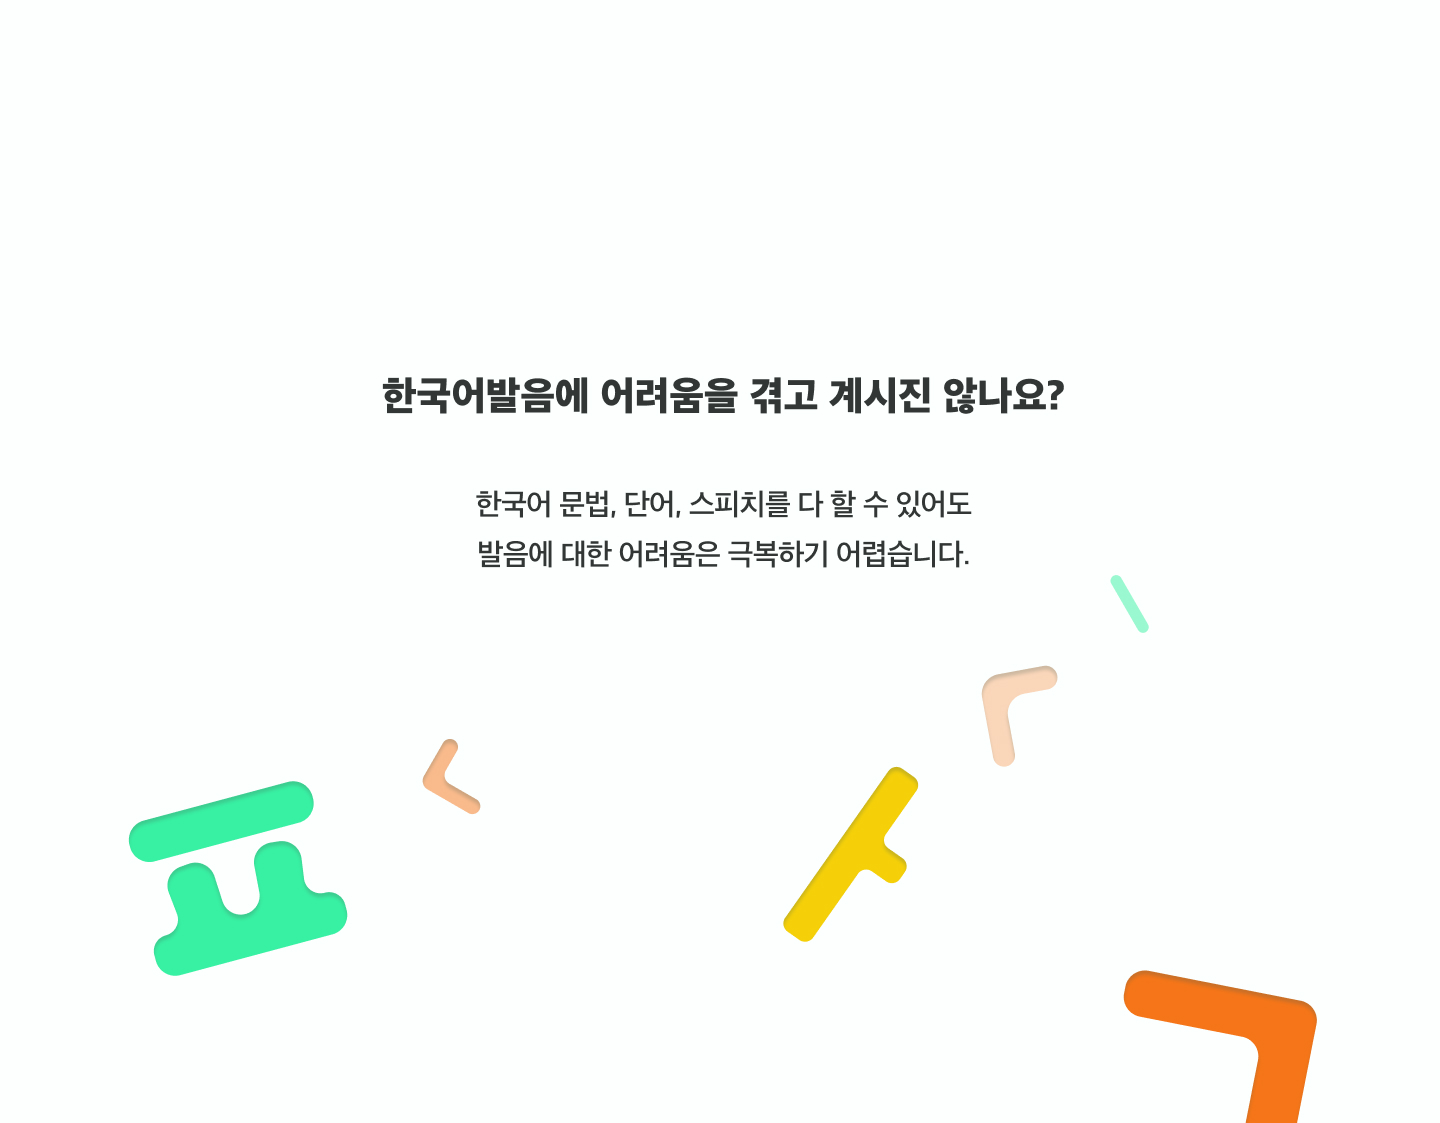 한국어발음에 어려움을 겪고 계시진 않나요?
한국어 문법, 단어, 스피치를 다 할 수 있어도
발음에 대한 어려움은 극복하기 어렵습니다.